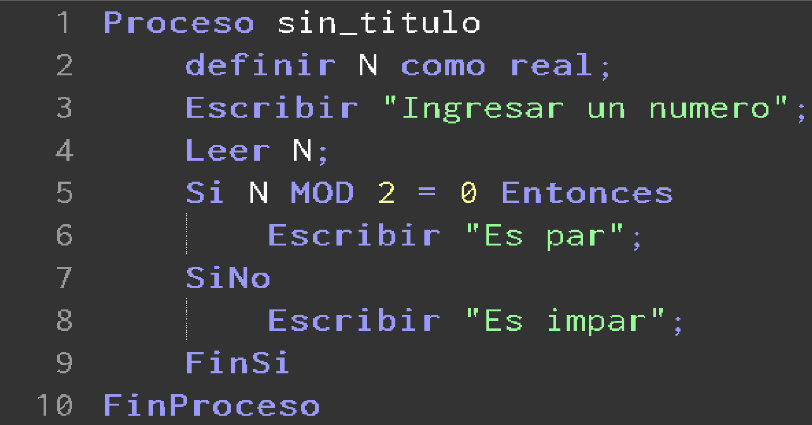 1 Proceso sin_titulo
2 definir N como real;
3 Escribir "Ingresar un numero";
4 Leer N;
5 Si N MOD 2 = 0 Entonces
6 Escribir "Es par";
7 SiNo
8 Escribir "Es impar";
9 FinSi
10 FinProceso